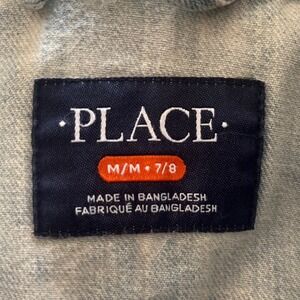 ·PLACE·
M/M • 7/8
MADE IN BANGLADESH
FABRIQUÉ AU BANGLADESH